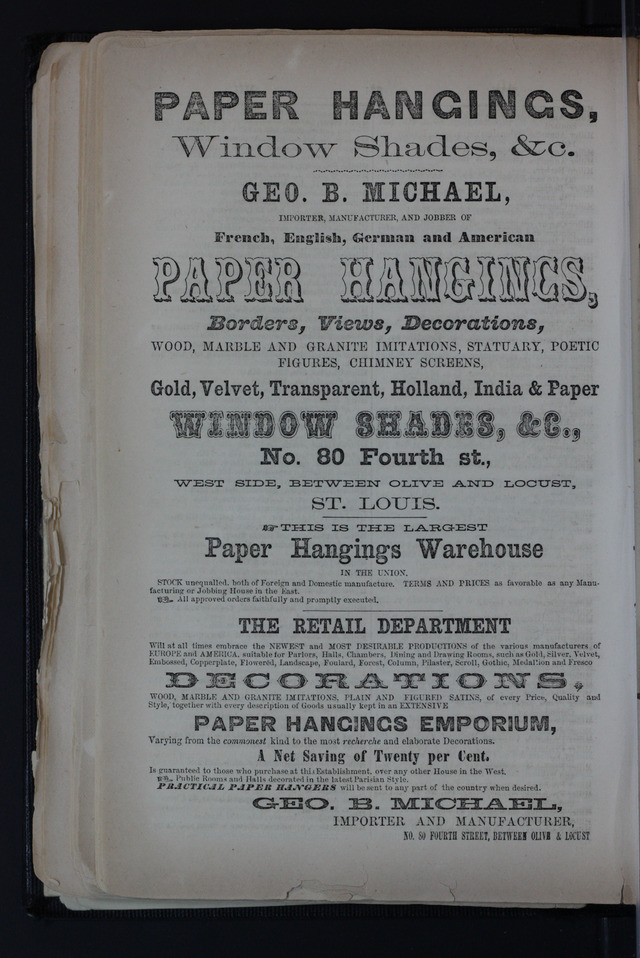 PAPER HANGINGS,
Window Shades, &c.
GEO. B. MICHAEL,
IMPORTER, MANUFACTURER, AND JOBBER OF
French, English, German and American
PAPER HANGINGS,
Borders, Views, Decorations,
WOOD, MARBLE AND GRANITE IMITATIONS, STATUARY, POETIC
FIGURES, CHIMNEY SCREENS,
Gold, Velvet, Transparent, Holland, India & Paper
WINDOW SHADES, &C.,
No. 80 Fourth st.,
WEST SIDE, BETWEEN OLIVE AND LOCUST,
ST. LOUIS.
☞ THIS IS THE LARGEST
Paper Hangings Warehouse
IN THE UNION.
STOCK unequalled, both of Foreign and Domestic manufacture. TERMS AND PRICES as favorable as any Manu-
facturing or Jobbing House in the East.
☞ All approved orders faithfully and promptly executed.
THE RETAIL DEPARTMENT
Will at all times embrace the NEWEST and MOST DESIRABLE PRODUCTIONS of the various manufacturers of
EUROPE and AMERICA, suitable for Parlors, Halls, Chambers, Dining and Drawing Rooms, such as Gold, Silver, Velvet,
Embossed, Copperplate, Flowered, Landscape, Foulard, Forest, Column, Pilaster, Scroll, Gothic, Medallion and Fresco
DECORATIONS,
WOOD, MARBLE AND GRANITE IMITATIONS, PLAIN AND FIGURED SATINS, of every Price, Quality and
Style, together with every description of Goods usually kept in an EXTENSIVE
PAPER HANGINGS EMPORIUM,
Varying from the commonest kind to the most recherche and elaborate Decorations.
A Net Saving of Twenty per Cent.
Is guaranteed to those who purchase at this Establishment, over any other House in the West.
☞ Public Rooms and Halls decorated in the latest Parisian Style.
PRACTICAL PAPER HANGERS will be sent to any part of the country when desired.
GEO. B. MICHAEL,
IMPORTER AND MANUFACTURER,
NO. 80 FOURTH STREET, BETWEEN OLIVE & LOCUST